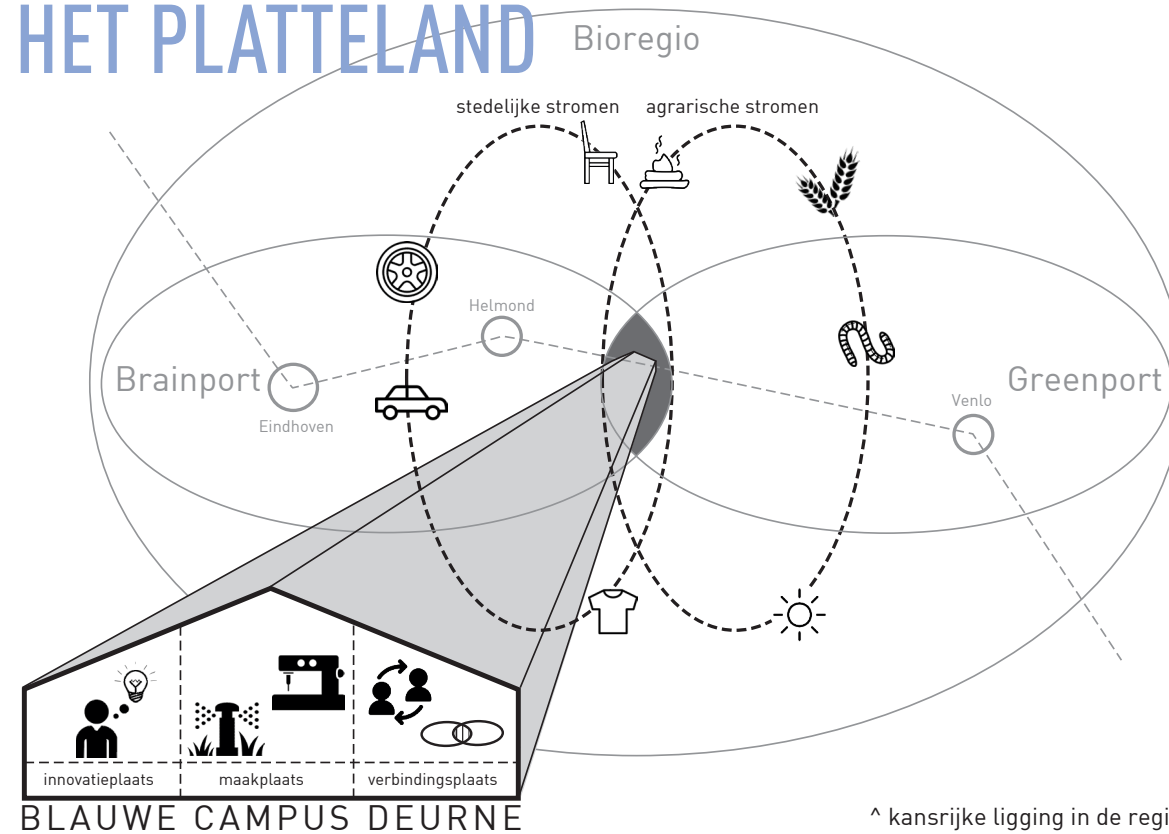 HET PLATTELAND
Bioregio
stedelijke stromen
agrarische stromen
Helmond
Brainport
Eindhoven
Greenport
Venlo
innovatieplaats
maakplaats
verbindingsplaats
BLAUWE CAMPUS DEURNE
^ kansrijke ligging in de regi